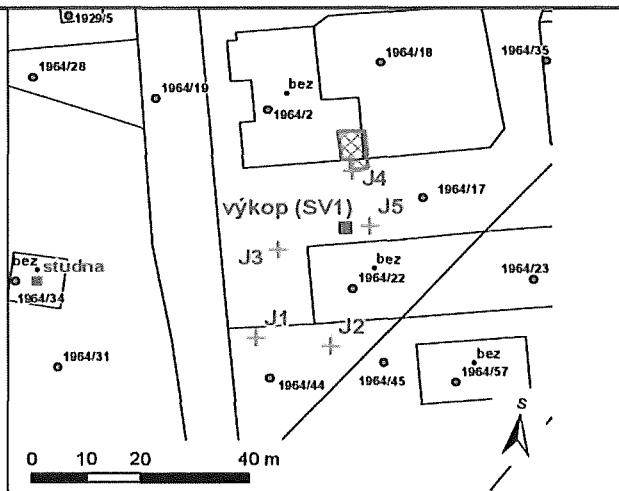 1929/5
1964/28
1964/19
1964/18
1964/35
bez
1964/2
J4
1964/17
výkop (SV1)
J5
J3
bez
studna
bez
1964/34
1964/22
1964/23
J1
J2
1964/31
1964/44
1964/45
bez
1964/57
S
0 10 20 40 m